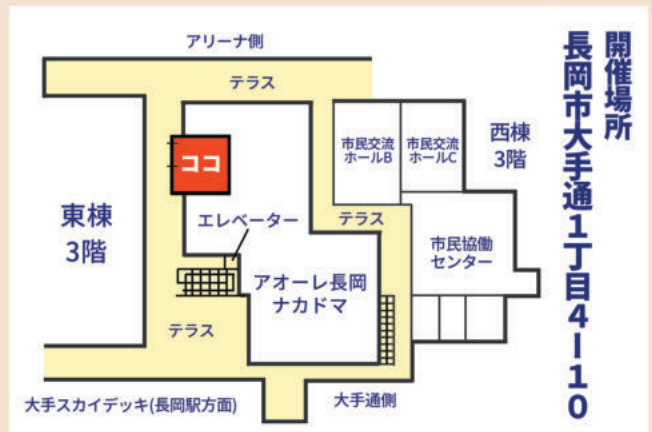 開催場所
長岡市大手通1丁目4ー10
アリーナ側
テラス
市民交流
ホールB
市民交流
ホールC
西棟
3階
ココ
東棟
3階
エレベーター
テラス
市民協働
センター
アオーレ長岡
ナカドマ
テラス
大手スカイデッキ(長岡駅方面)
大手通側